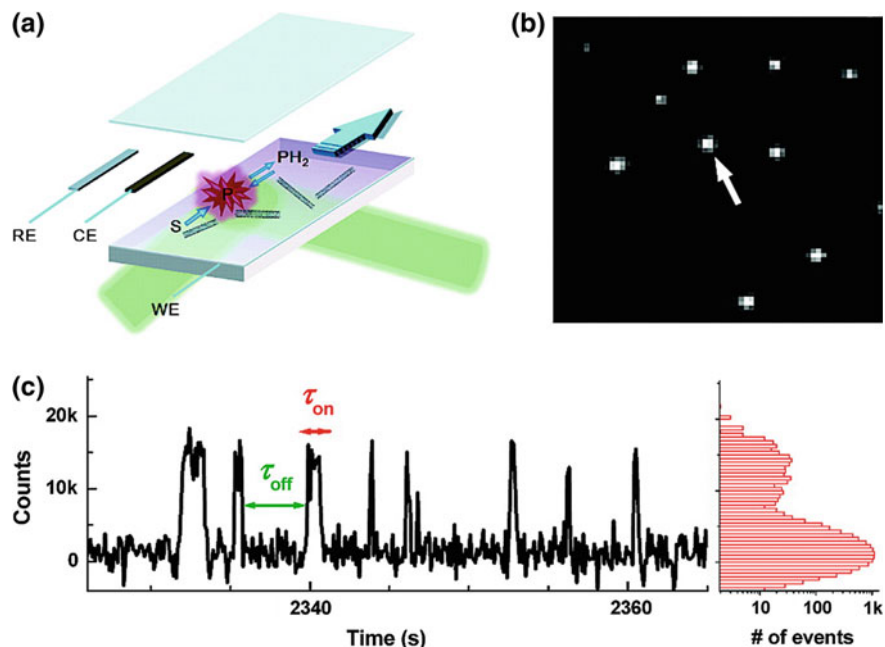 (a)
PH₂
P
S
RE
CE
WE
(b)
(c)
Counts
20k
10k
0
τon
τoff
2340
2360
Time (s)
10
100
1k
# of events